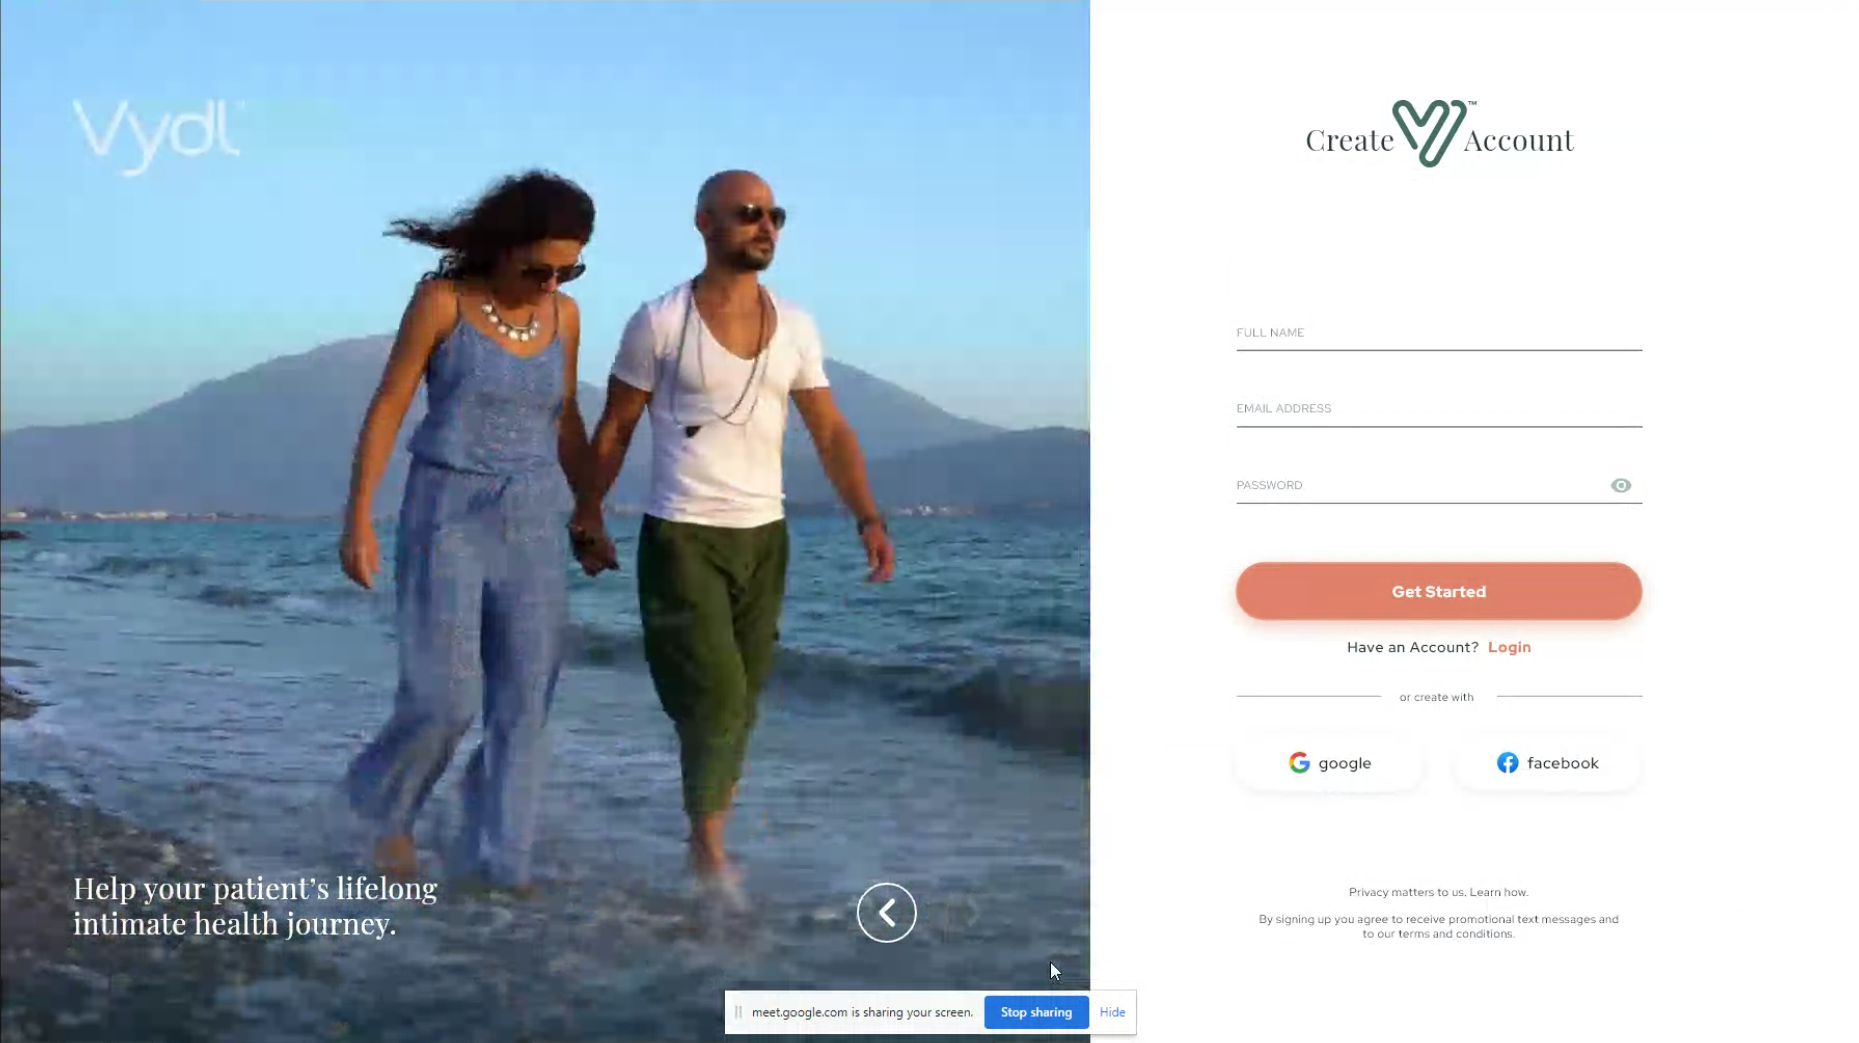 Vydl
Create Account
TM
FULL NAME
EMAIL ADDRESS
PASSWORD
Get Started
Have an Account? Login
or create with
google
facebook
Help your patient’s lifelong
intimate health journey.
Privacy matters to us. Learn how.
By signing up you agree to receive promotional text messages and
to our terms and conditions.
meet.google.com is sharing your screen.
Stop sharing
Hide